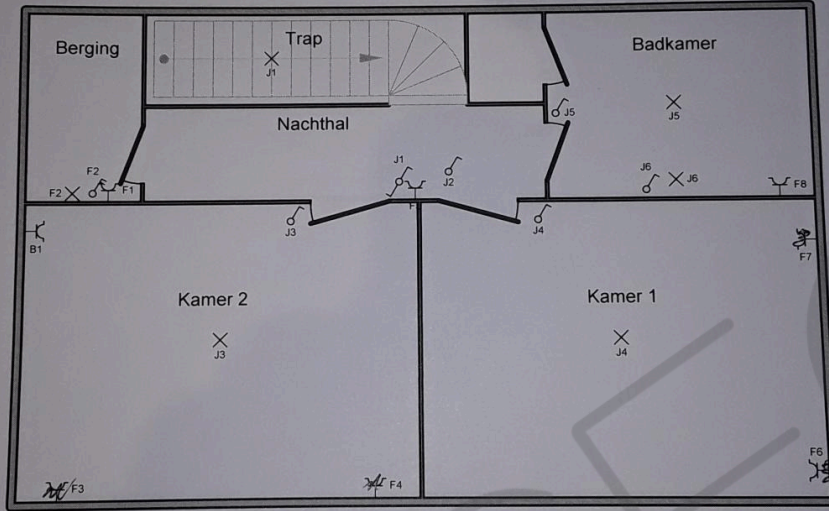 Berging
Trap
J1
Badkamer
Nachthal
J5
J5
J1
J2
J6
J6
F8
F2
F2
F1
F
J3
J4
B1
F7
Kamer 2
Kamer 1
J3
J4
F3
F4
F6